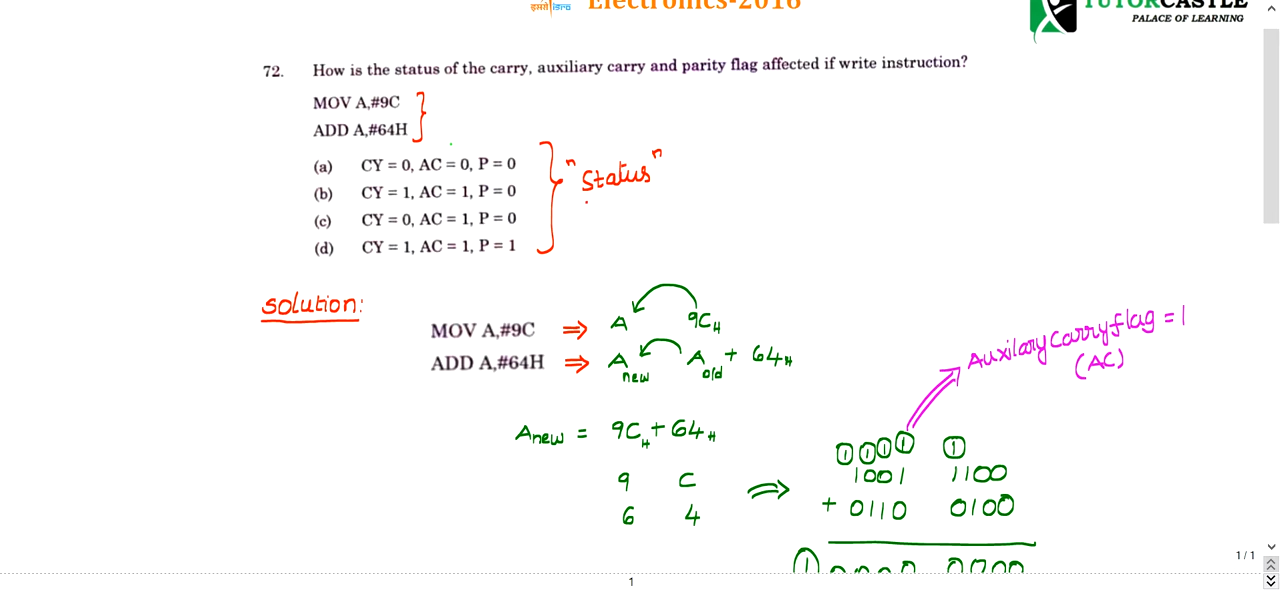 इसरो isro Electronics-2016
TUTORCASTLE
PALACE OF LEARNING
72. How is the status of the carry, auxiliary carry and parity flag affected if write instruction?
MOV A,#9C
ADD A,#64H
(a) CY = 0, AC = 0, P = 0
(b) CY = 1, AC = 1, P = 0
(c) CY = 0, AC = 1, P = 0
(d) CY = 1, AC = 1, P = 1
"Status"
Solution:
MOV A,#9C ⇒ A 9CH
ADD A,#64H ⇒ Anew Aold + 64H
Auxilary Carry flag = 1
(AC)
Anew = 9CH + 64H
1 1 1 1 1
9 C ⇒ 1001 1100
6 4 + 0110 0100
1 0000 0000
1 / 1
1